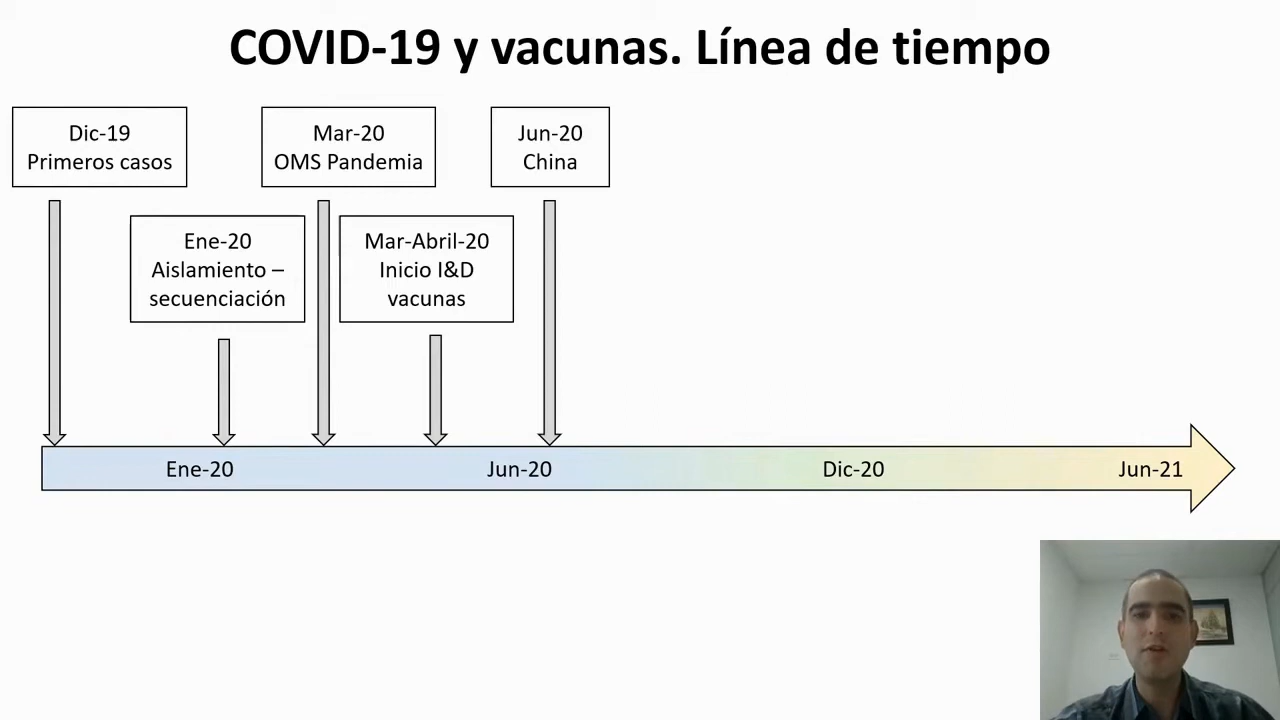 COVID-19 y vacunas. Línea de tiempo
Dic-19
Primeros casos
Mar-20
OMS Pandemia
Jun-20
China
Ene-20
Aislamiento –
secuenciación
Mar-Abril-20
Inicio I&D
vacunas
Ene-20
Jun-20
Dic-20
Jun-21